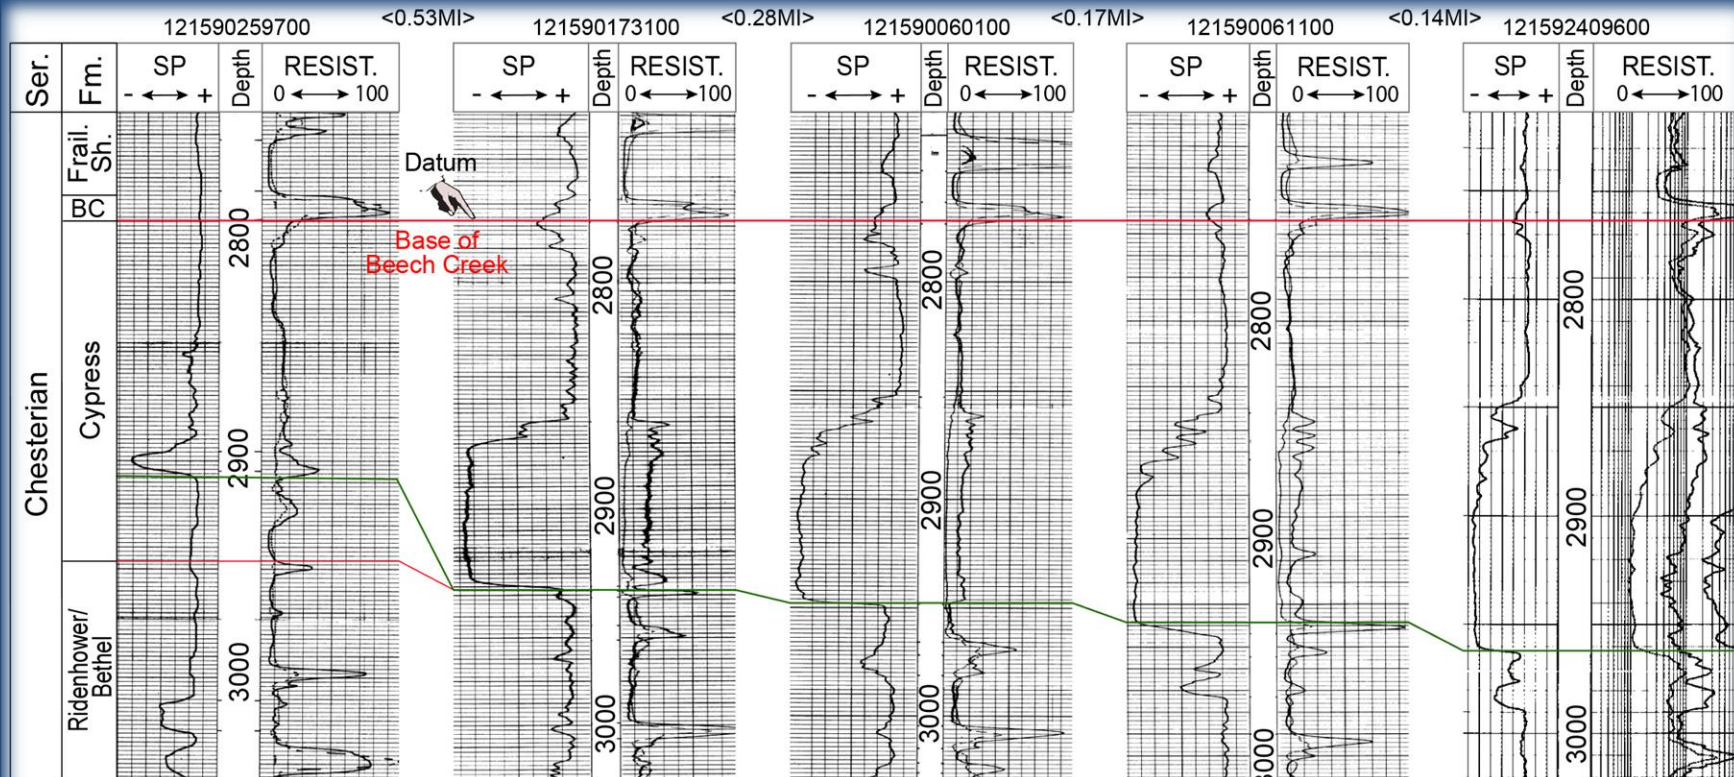 121590259700 <0.53MI> 121590173100 <0.28MI> 121590060100 <0.17MI> 121590061100 <0.14MI> 121592409600
Ser. Fm. SP Depth RESIST. SP Depth RESIST. SP Depth RESIST. SP Depth RESIST. SP Depth RESIST.
- + 0 100 - + 0 100 - + 0 100 - + 0 100 - + 0 100
Frail. Sh.
Datum
BC
Base of
Beech Creek
2800 2800 2800 2800 2800
Cypress
Chesterian
2900 2900 2900 2900 2900
Ridenhower/
Bethel
3000 3000 3000 3000